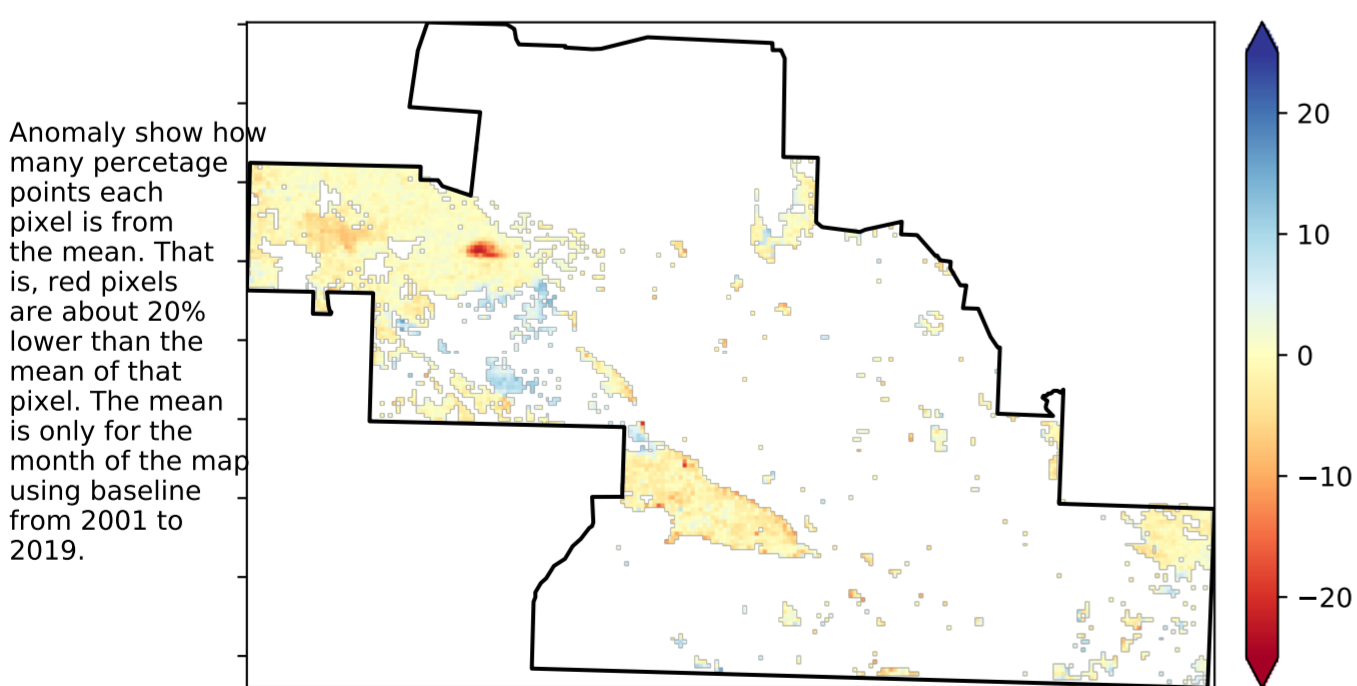 Anomaly show how
many percetage
points each
pixel is from
the mean. That
is, red pixels
are about 20%
lower than the
mean of that
pixel. The mean
is only for the
month of the map
using baseline
from 2001 to
2019.
20
10
0
−10
−20